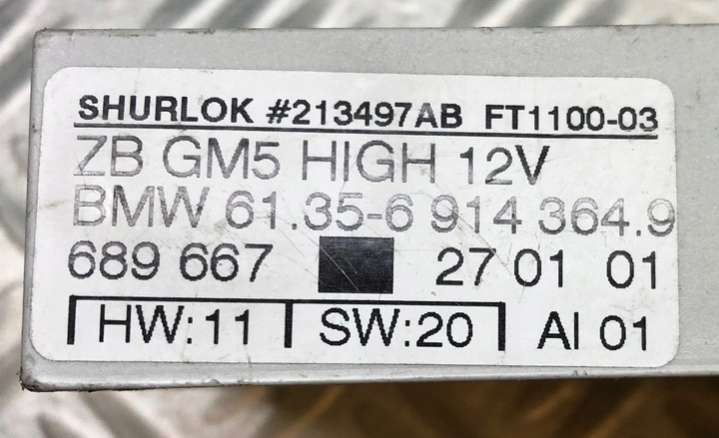 SHURLOK #213497AB FT1100-03
ZB GM5 HIGH 12V
BMW 61.35-6 914 364.9
689 667 27 01 01
HW:11 SW:20 AI 01